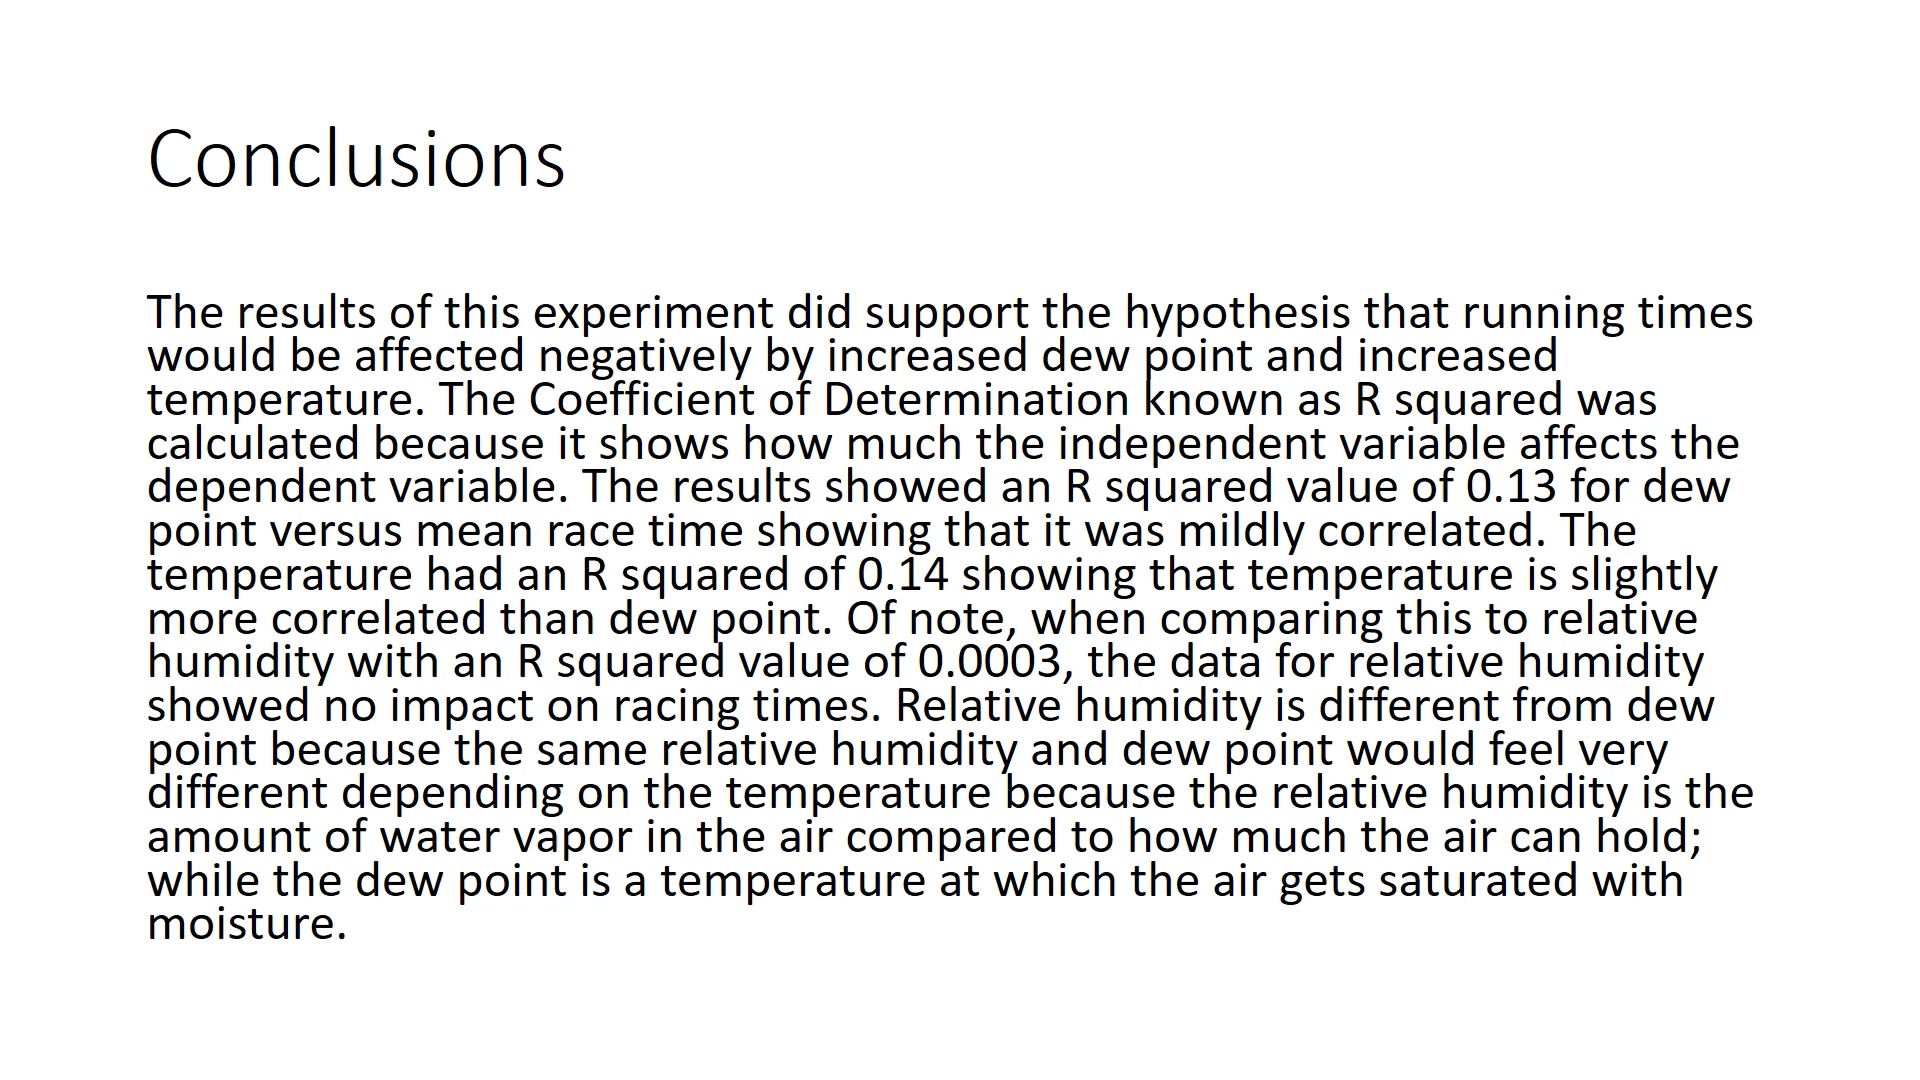 Conclusions
The results of this experiment did support the hypothesis that running times
would be affected negatively by increased dew point and increased
temperature. The Coefficient of Determination known as R squared was
calculated because it shows how much the independent variable affects the
dependent variable. The results showed an R squared value of 0.13 for dew
point versus mean race time showing that it was mildly correlated. The
temperature had an R squared of 0.14 showing that temperature is slightly
more correlated than dew point. Of note, when comparing this to relative
humidity with an R squared value of 0.0003, the data for relative humidity
showed no impact on racing times. Relative humidity is different from dew
point because the same relative humidity and dew point would feel very
different depending on the temperature because the relative humidity is the
amount of water vapor in the air compared to how much the air can hold;
while the dew point is a temperature at which the air gets saturated with
moisture.